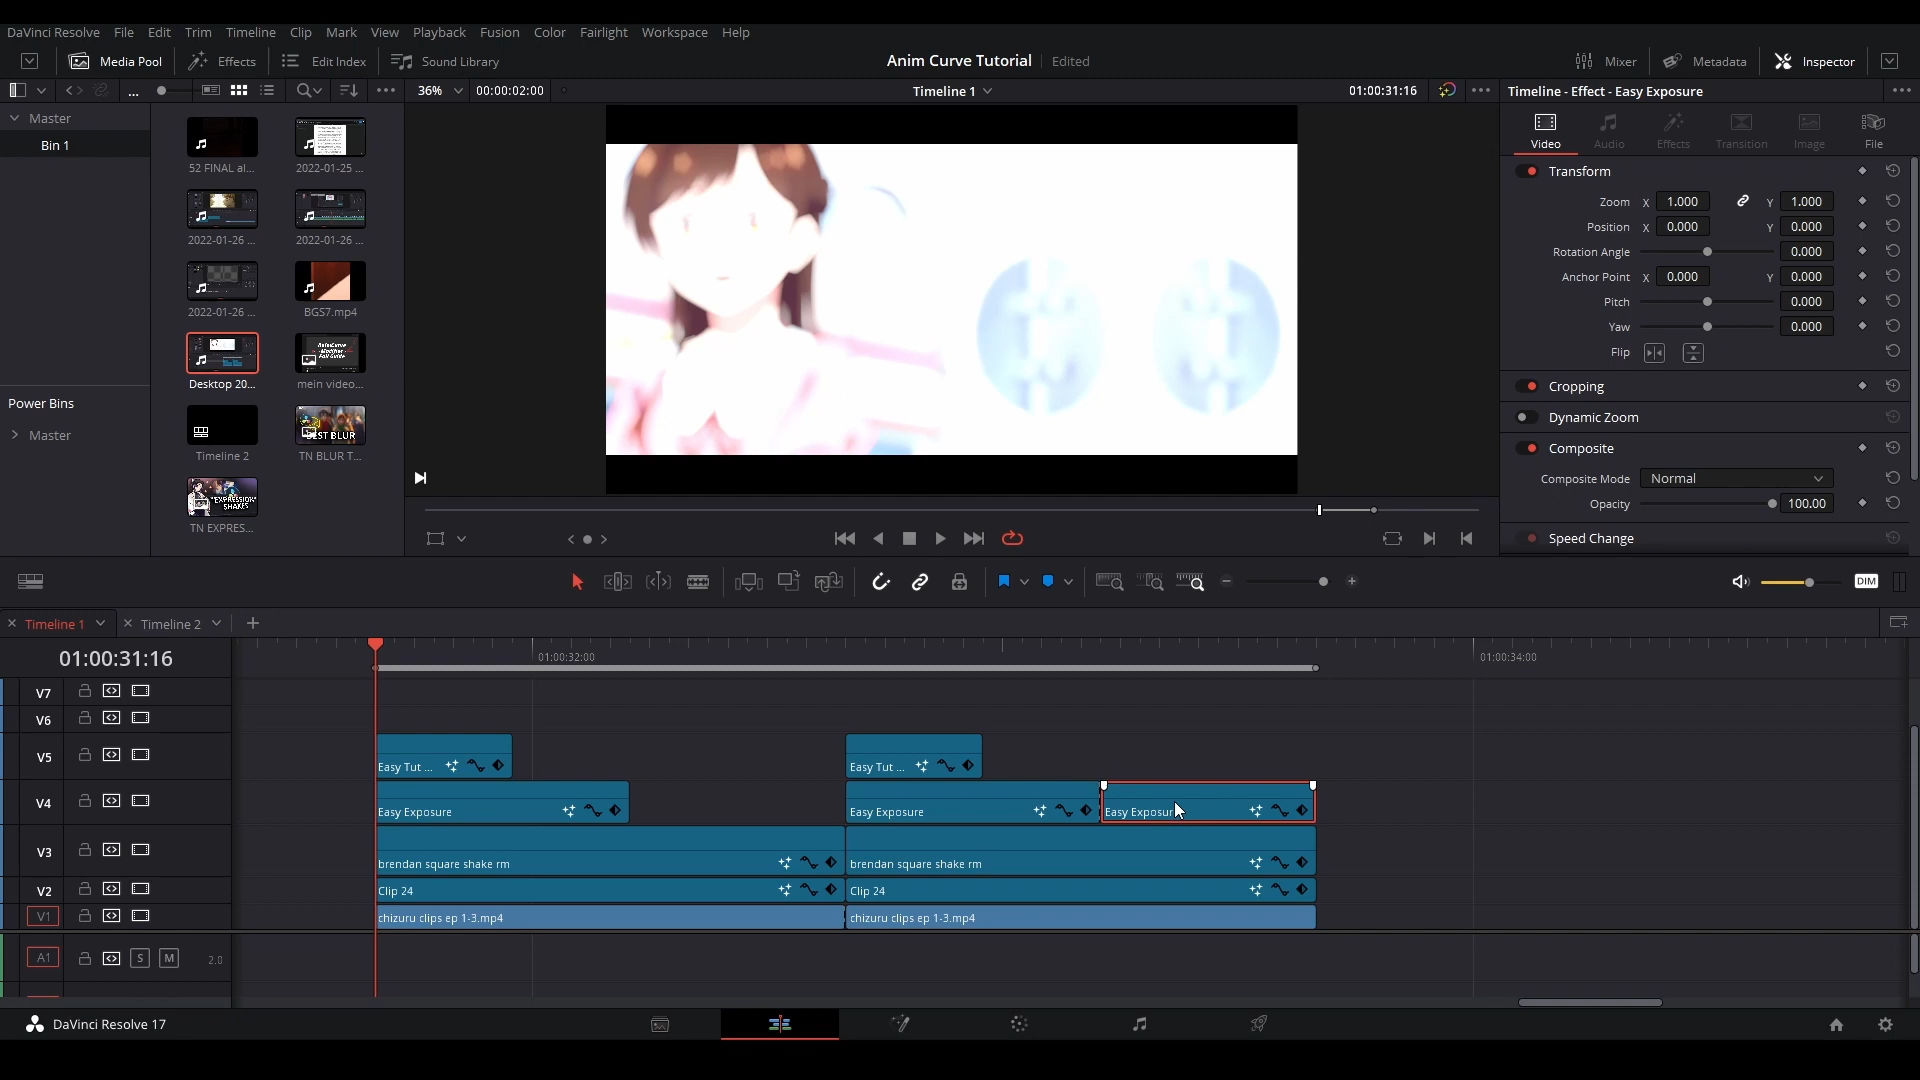 DaVinci Resolve File Edit Trim Timeline Clip Mark View Playback Fusion Color Fairlight Workspace Help
Media Pool Effects Edit Index Sound Library Anim Curve Tutorial Edited Mixer Metadata Inspector
... 36% 00:00:02:00 Timeline 1 01:00:31:16 Timeline - Effect - Easy Exposure
Master
Bin 1
Power Bins
Master
52 FINAL al...
2022-01-25 ...
2022-01-26 ...
2022-01-26 ...
2022-01-26 ...
BGS7.mp4
Desktop 20...
mein video...
Timeline 2
BEST BLUR
TN BLUR T...
"EXPRESSION"
SHAKES
TN EXPRES...
Video Audio Effects Transition Image File
Transform
Zoom X 1.000 Y 1.000
Position X 0.000 Y 0.000
Rotation Angle 0.000
Anchor Point X 0.000 Y 0.000
Pitch 0.000
Yaw 0.000
Flip
Cropping
Dynamic Zoom
Composite
Composite Mode Normal
Opacity 100.00
Speed Change
DIM
Timeline 1 Timeline 2
01:00:31:16 01:00:32:00 01:00:34:00
V7
V6
V5 Easy Tut ... Easy Tut ...
V4 Easy Exposure Easy Exposure Easy Exposur
V3 brendan square shake rm brendan square shake rm
V2 Clip 24 Clip 24
V1 chizuru clips ep 1-3.mp4 chizuru clips ep 1-3.mp4
A1 S M 2.0
DaVinci Resolve 17